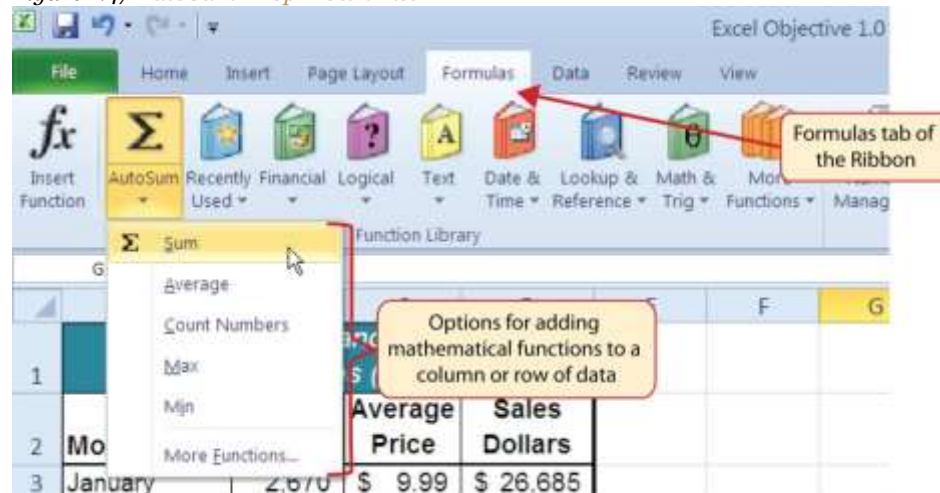 Excel Objective 1.0
File Home Insert Page Layout Formulas Data Review View
Insert Function
AutoSum
Recently Used
Financial
Logical
Text
Date & Time
Lookup & Reference
Math & Trig
More Functions
Manag
Formulas tab of
the Ribbon
Function Library
Σ Sum
Average
Count Numbers
Max
Min
More Functions...
Options for adding
mathematical functions to a
column or row of data
G
F G
1
2 Mo Average Price Sales Dollars
3 January 2,670 $ 9.99 $ 26,685